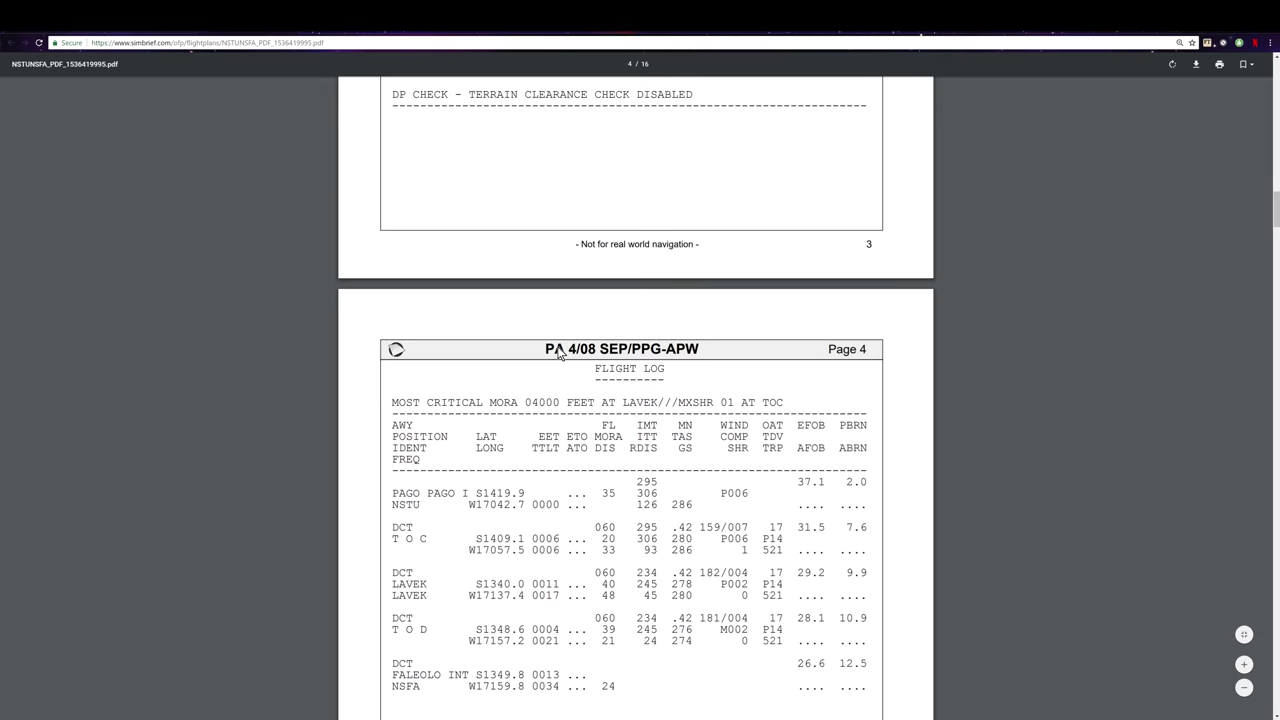 Secure https://www.simbrief.com/ofp/flightplans/NSTUNSFA_PDF_1536419995.pdf
NSTUNSFA_PDF_1536419995.pdf 4 / 16
DP CHECK - TERRAIN CLEARANCE CHECK DISABLED
- Not for real world navigation - 3
PA 4/08 SEP/PPG-APW Page 4
FLIGHT LOG
MOST CRITICAL MORA 04000 FEET AT LAVEK///MXSHR 01 AT TOC
AWY FL IMT MN WIND OAT EFOB PBRN
POSITION LAT EET ETO MORA ITT TAS COMP TDV
IDENT LONG TTLT ATO DIS RDIS GS SHR TRP AFOB ABRN
FREQ
295 37.1 2.0
PAGO PAGO I S1419.9 ... 35 306 P006
NSTU W17042.7 0000 ... 126 286 .... ....
DCT 060 295 .42 159/007 17 31.5 7.6
T O C S1409.1 0006 ... 20 306 280 P006 P14
W17057.5 0006 ... 33 93 286 1 521 .... ....
DCT 060 234 .42 182/004 17 29.2 9.9
LAVEK S1340.0 0011 ... 40 245 278 P002 P14
LAVEK W17137.4 0017 ... 48 45 280 0 521 .... ....
DCT 060 234 .42 181/004 17 28.1 10.9
T O D S1348.6 0004 ... 39 245 276 M002 P14
W17157.2 0021 ... 21 24 274 0 521 .... ....
DCT 26.6 12.5
FALEOLO INT S1349.8 0013 ...
NSFA W17159.8 0034 ... 24 .... ....